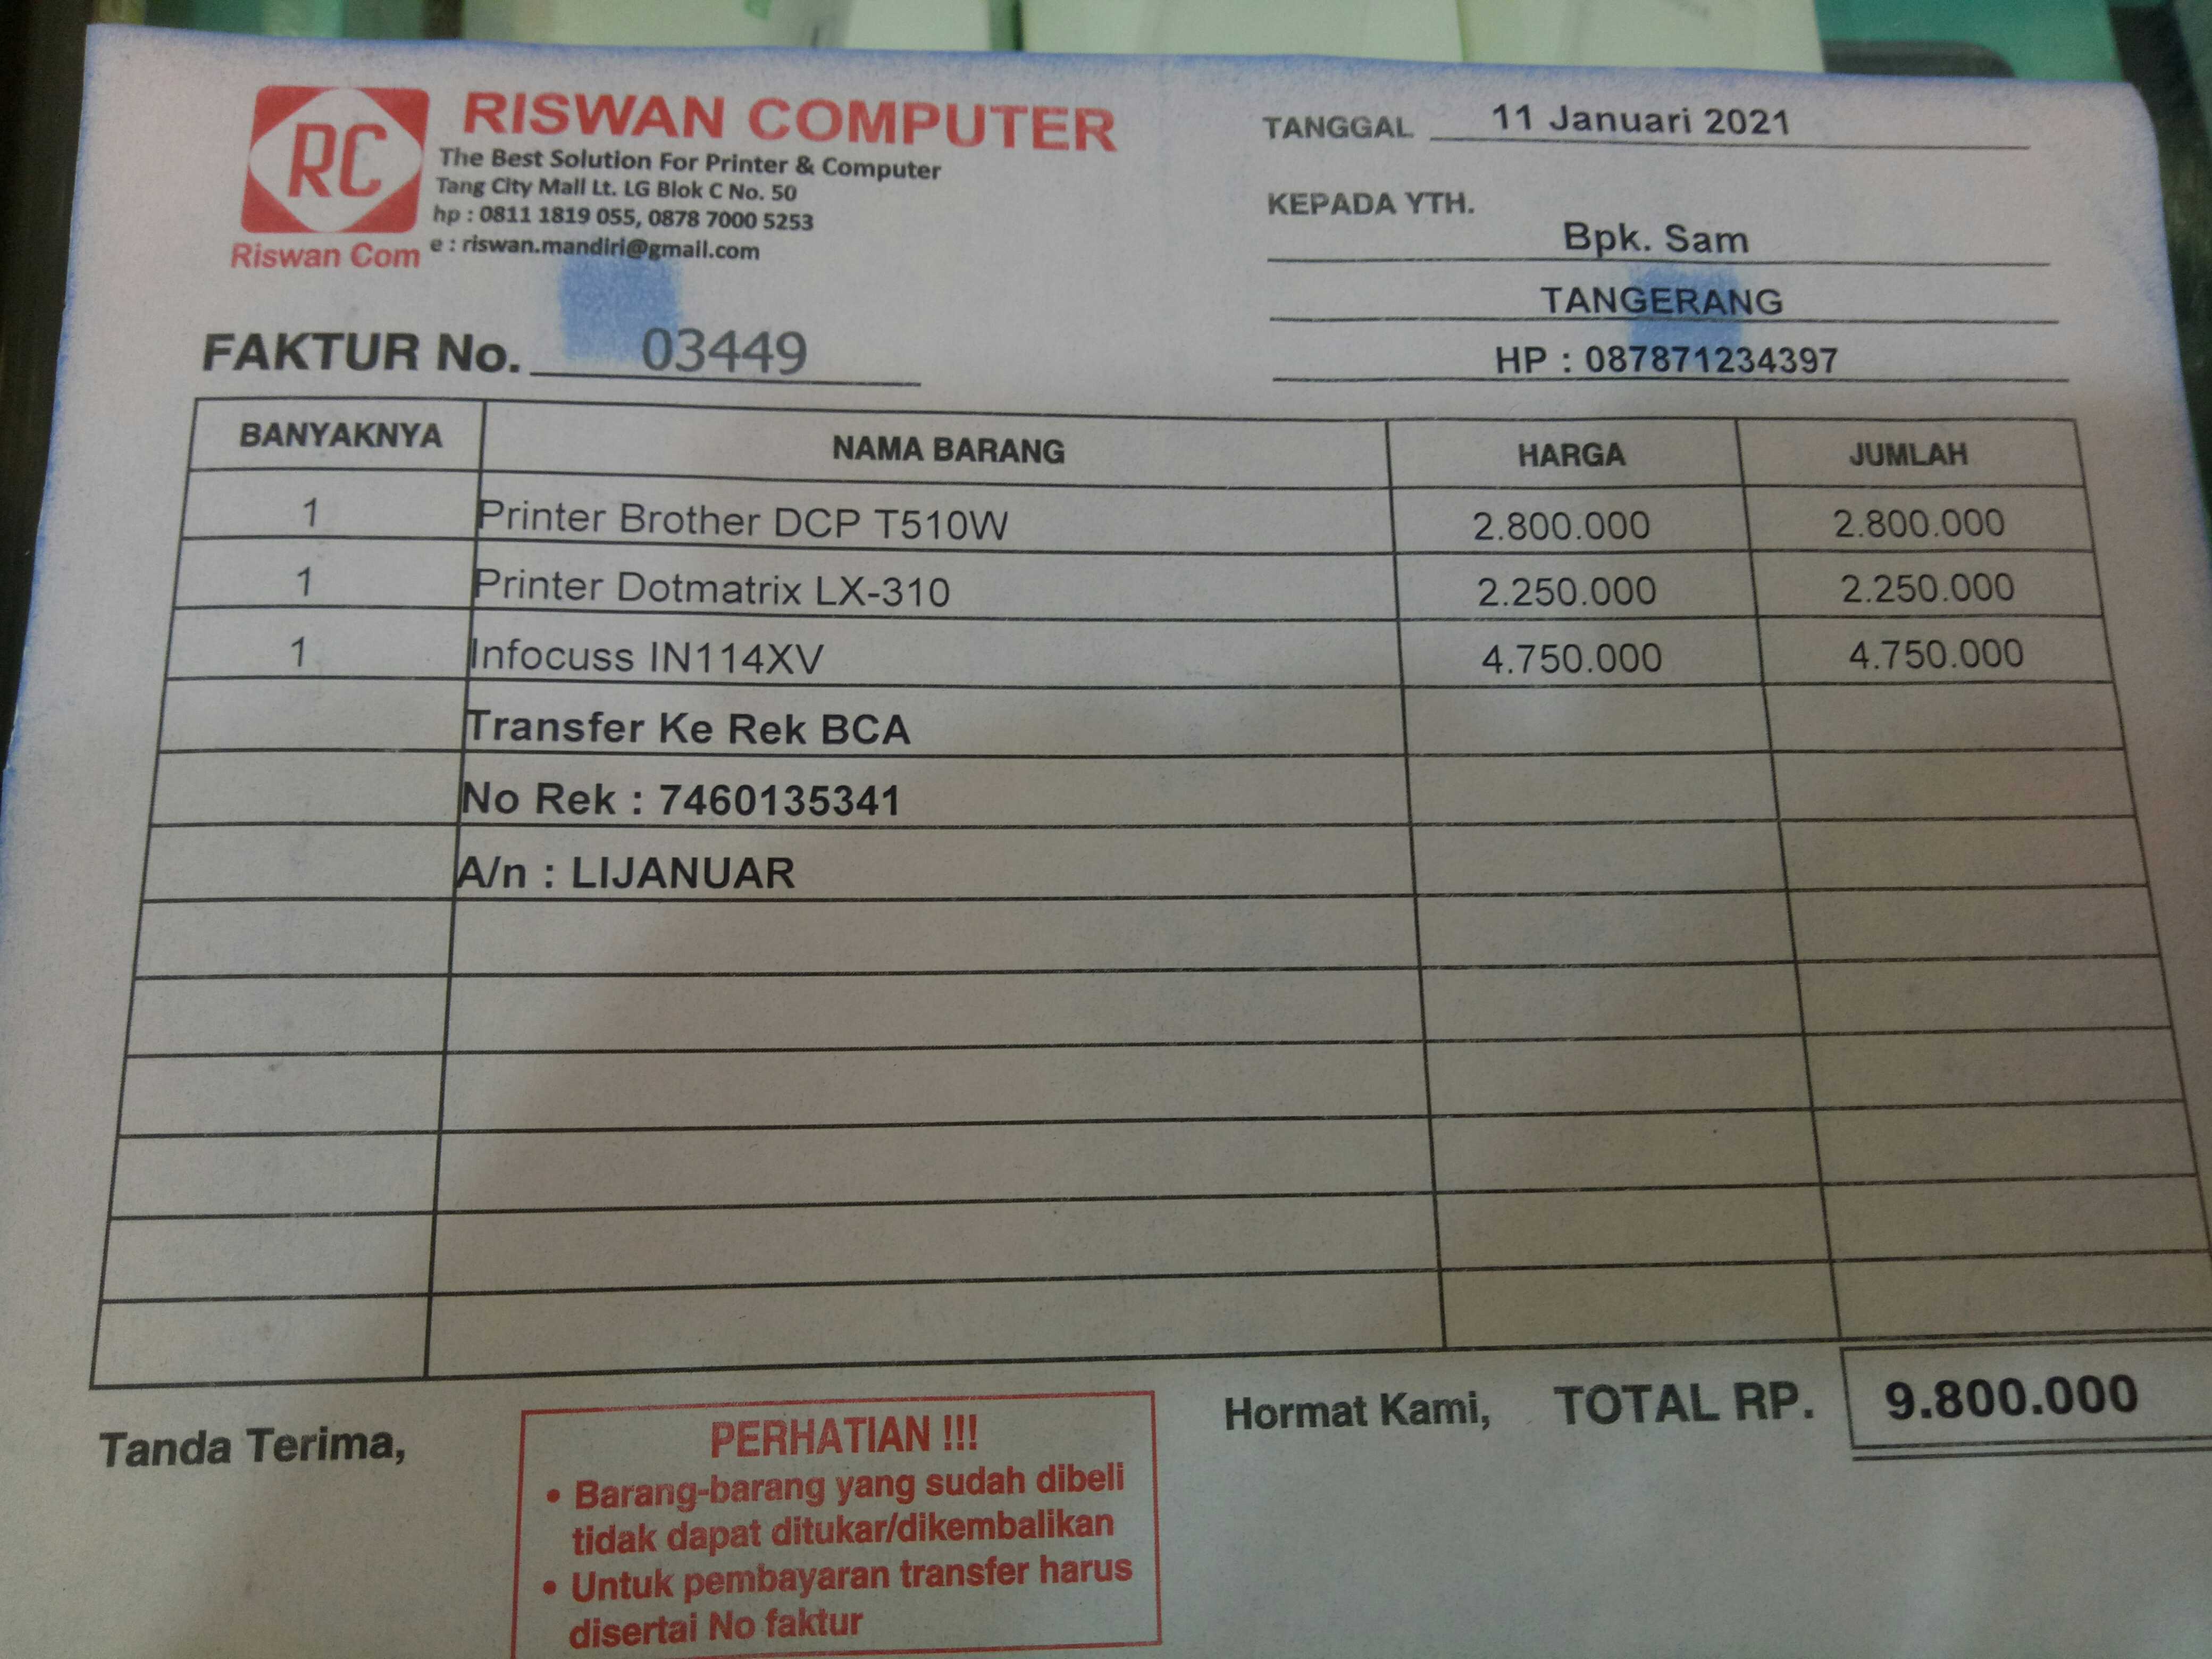 RC
Riswan Com
RISWAN COMPUTER
The Best Solution For Printer & Computer
Tang City Mall Lt. LG Blok C No. 50
hp : 0811 1819 055, 0878 7000 5253
e : riswan.mandiri@gmail.com
TANGGAL 11 Januari 2021
KEPADA YTH.
Bpk. Sam
TANGERANG
HP : 087871234397
FAKTUR No. 03449
BANYAKNYA NAMA BARANG HARGA JUMLAH
1 Printer Brother DCP T510W 2.800.000 2.800.000
1 Printer Dotmatrix LX-310 2.250.000 2.250.000
1 Infocuss IN114XV 4.750.000 4.750.000
Transfer Ke Rek BCA
No Rek : 7460135341
A/n : LIJANUAR
Tanda Terima,
PERHATIAN !!!
• Barang-barang yang sudah dibeli
tidak dapat ditukar/dikembalikan
• Untuk pembayaran transfer harus
disertai No faktur
Hormat Kami, TOTAL RP. 9.800.000